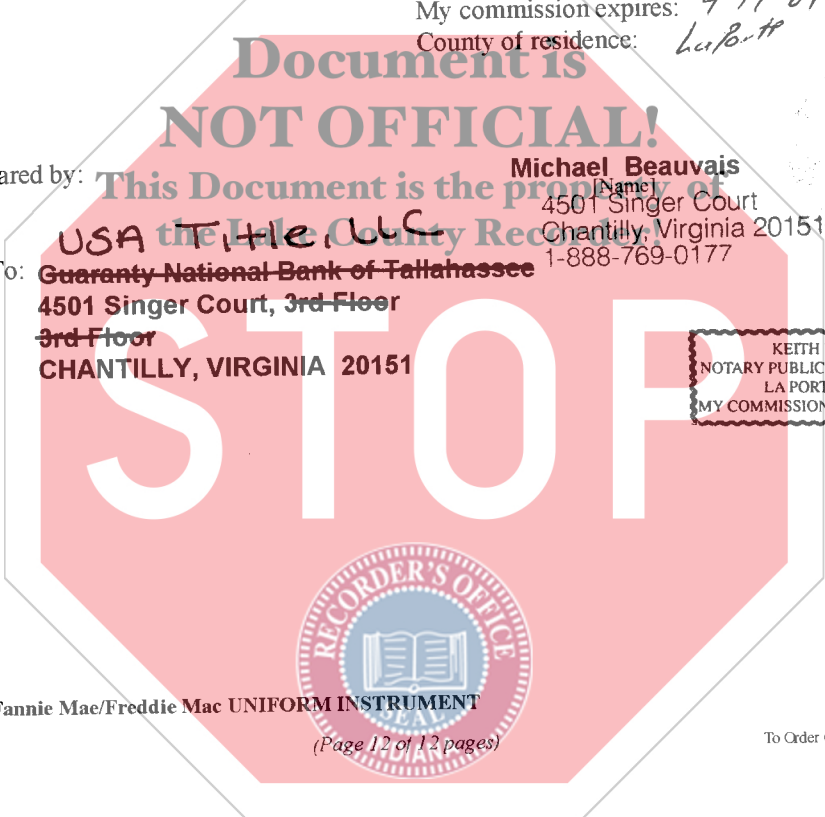 My commission expires:
County of residence: LaPorte
Document is
NOT OFFICIAL!
This Document is the property of
the Lake County Recorder!
ared by:
Michael Beauvais
[Name]
4501 Singer Court
Chantilly, Virginia 20151
1-888-769-0177
USA Title, LLC
o: Guaranty National Bank of Tallahassee
4501 Singer Court, 3rd Floor
3rd Floor
CHANTILLY, VIRGINIA 20151
STOP
KEITH
NOTARY PUBLIC
LA PORT
MY COMMISSION
RECORDER'S OFFICE
SEAL
INDIANA
annie Mae/Freddie Mac UNIFORM INSTRUMENT
(Page 12 of 12 pages)
To Order